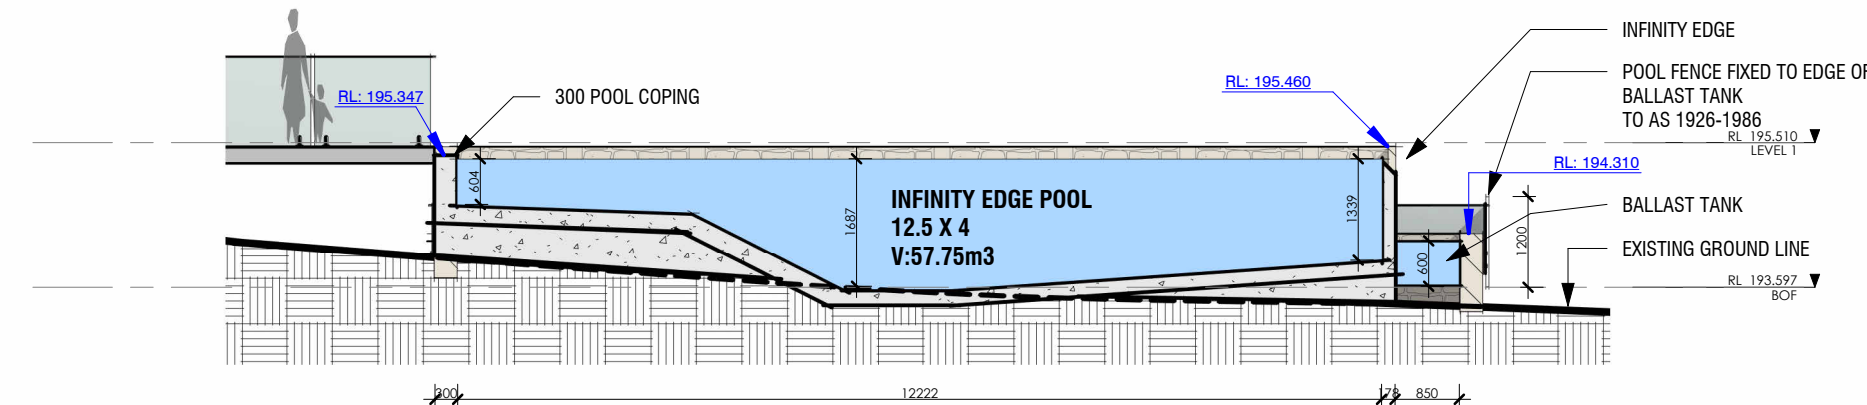 INFINITY EDGE
POOL FENCE FIXED TO EDGE OF
BALLAST TANK
TO AS 1926-1986
RL: 195.347
300 POOL COPING
RL: 195.460
RL 195.510
LEVEL 1
RL: 194.310
604
1687
INFINITY EDGE POOL
12.5 X 4
V:57.75m3
1339
BALLAST TANK
1200
600
EXISTING GROUND LINE
RL 193.597
BOF
300
12222
178
850